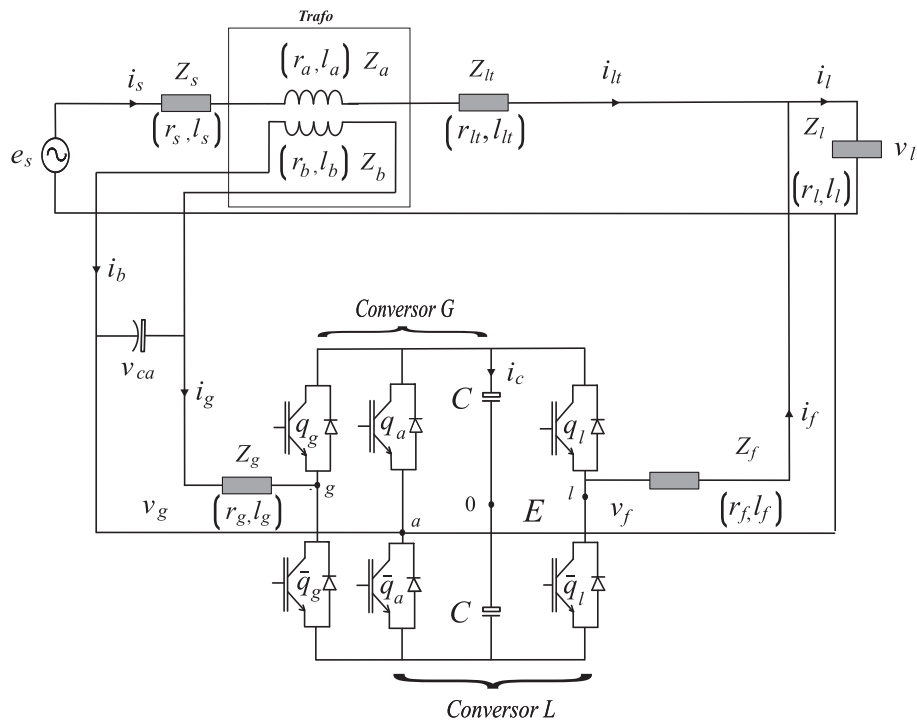 Trafo
(r_a, l_a) Z_a
i_s Z_s Z_lt i_lt i_l
(r_s, l_s) (r_lt, l_lt) Z_l
e_s (r_b, l_b) Z_b v_l
(r_l, l_l)
i_b
Conversor G
v_ca i_c
i_g C
q_g q_a q_l i_f
Z_g Z_f
g l
v_g (r_g, l_g) a 0 E v_f (r_f, l_f)
q̄_g q̄_a C q̄_l
Conversor L